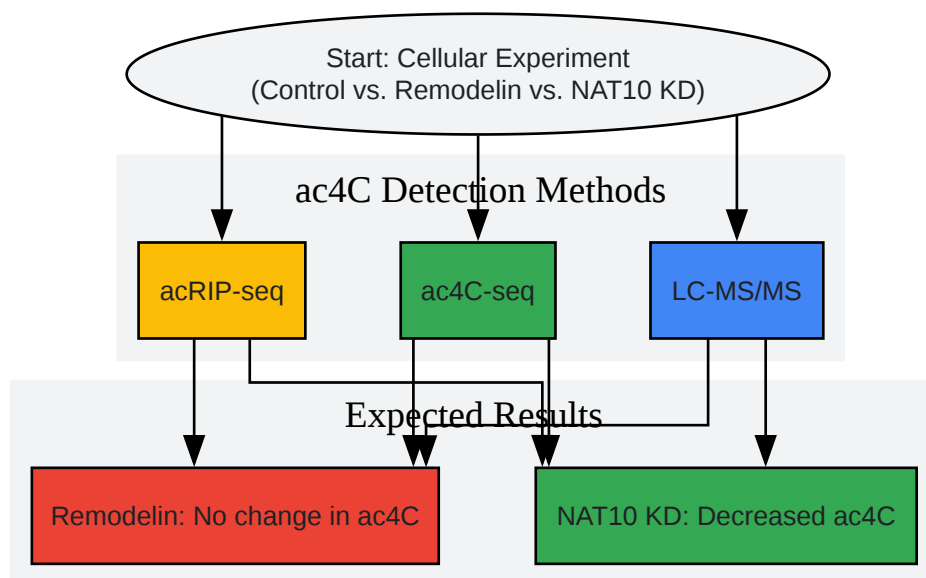 Start: Cellular Experiment
(Control vs. Remodelin vs. NAT10 KD)
ac4C Detection Methods
acRIP-seq
ac4C-seq
LC-MS/MS
Expected Results
Remodelin: No change in ac4C
NAT10 KD: Decreased ac4C